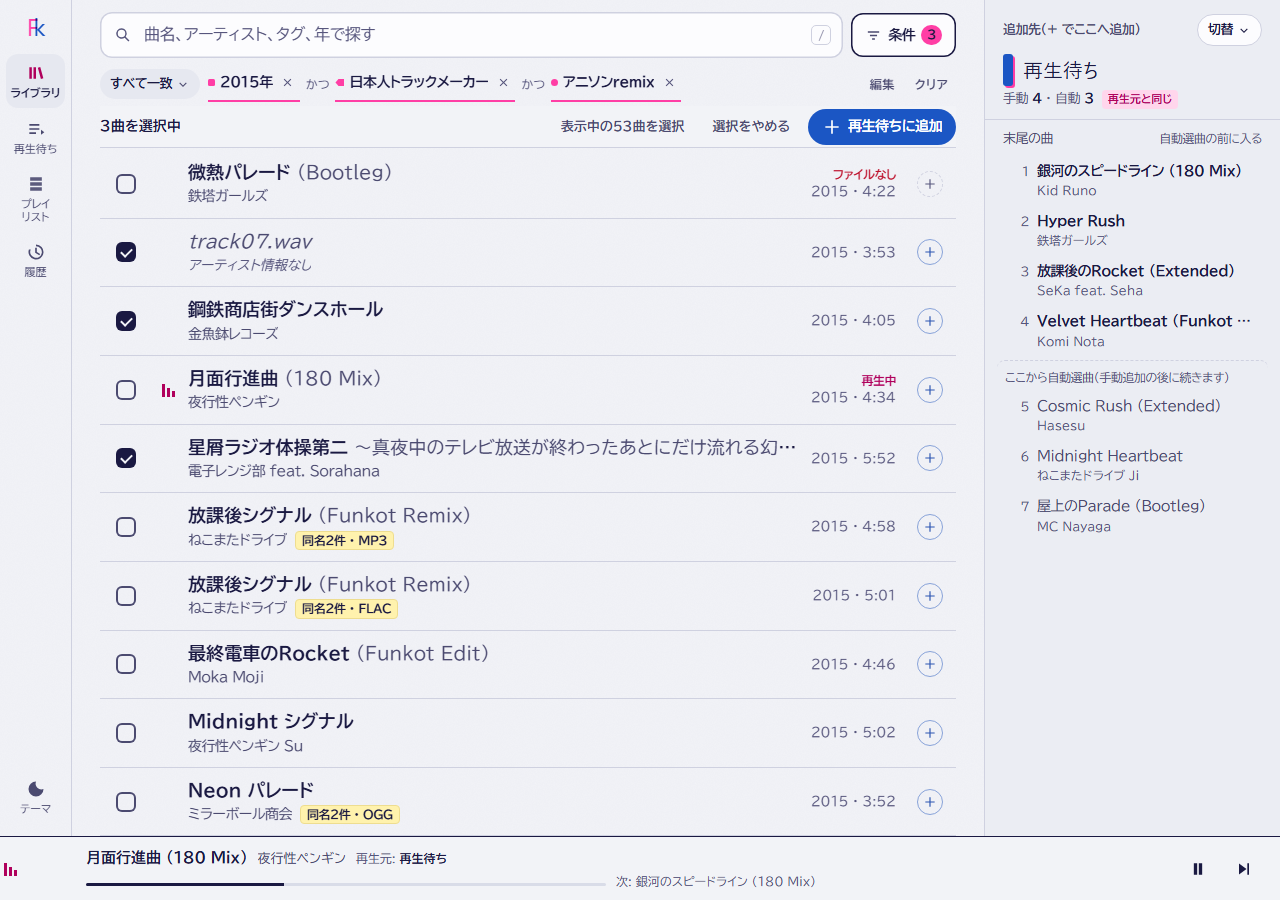 Fk
ライブラリ
再生待ち
プレイ
リスト
履歴
テーマ
曲名、アーティスト、タグ、年で探す
/
条件 3
すべて一致
2015年 × かつ 日本人トラックメーカー × かつ アニソンremix ×
編集 クリア
3曲を選択中
表示中の53曲を選択 選択をやめる + 再生待ちに追加
微熱パレード (Bootleg)
鉄塔ガールズ
ファイルなし
2015・4:22
track07.wav
アーティスト情報なし
2015・3:53
鋼鉄商店街ダンスホール
金魚鉢レコーズ
2015・4:05
月面行進曲 (180 Mix)
夜行性ペンギン
再生中
2015・4:34
星屑ラジオ体操第二 ~真夜中のテレビ放送が終わったあとにだけ流れる幻…
電子レンジ部 feat. Sorahana
2015・5:52
放課後シグナル (Funkot Remix)
ねこまたドライブ 同名2件・MP3
2015・4:58
放課後シグナル (Funkot Remix)
ねこまたドライブ 同名2件・FLAC
2015・5:01
最終電車のRocket (Funkot Edit)
Moka Moji
2015・4:46
Midnight シグナル
夜行性ペンギン Su
2015・5:02
Neon パレード
ミラーボール商会 同名2件・OGG
2015・3:52
追加先(+ でここへ追加)
切替
再生待ち
手動 4・自動 3 再生元と同じ
末尾の曲 自動選曲の前に入る
1 銀河のスピードライン (180 Mix)
Kid Runo
2 Hyper Rush
鉄塔ガールズ
3 放課後のRocket (Extended)
SeKa feat. Seha
4 Velvet Heartbeat (Funkot …
Komi Nota
ここから自動選曲(手動追加の後に続きます)
5 Cosmic Rush (Extended)
Hasesu
6 Midnight Heartbeat
ねこまたドライブ Ji
7 屋上のParade (Bootleg)
MC Nayaga
月面行進曲 (180 Mix) 夜行性ペンギン 再生元: 再生待ち
次: 銀河のスピードライン (180 Mix)